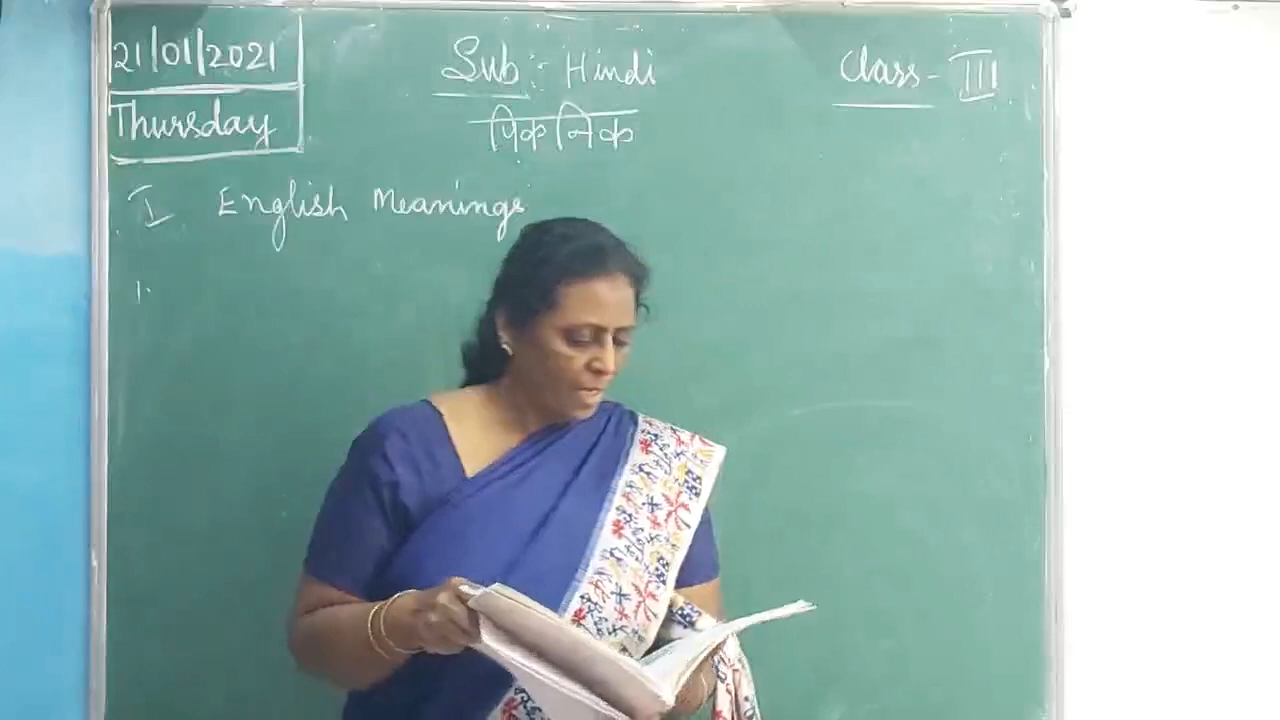 21/01/2021
Thursday
Sub:- Hindi
पिकनिक
Class- III
I English Meanings
1.